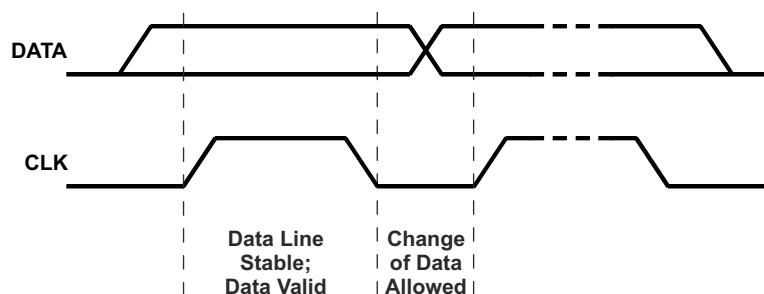 DATA
CLK
Data Line
Stable;
Data Valid
Change
of Data
Allowed